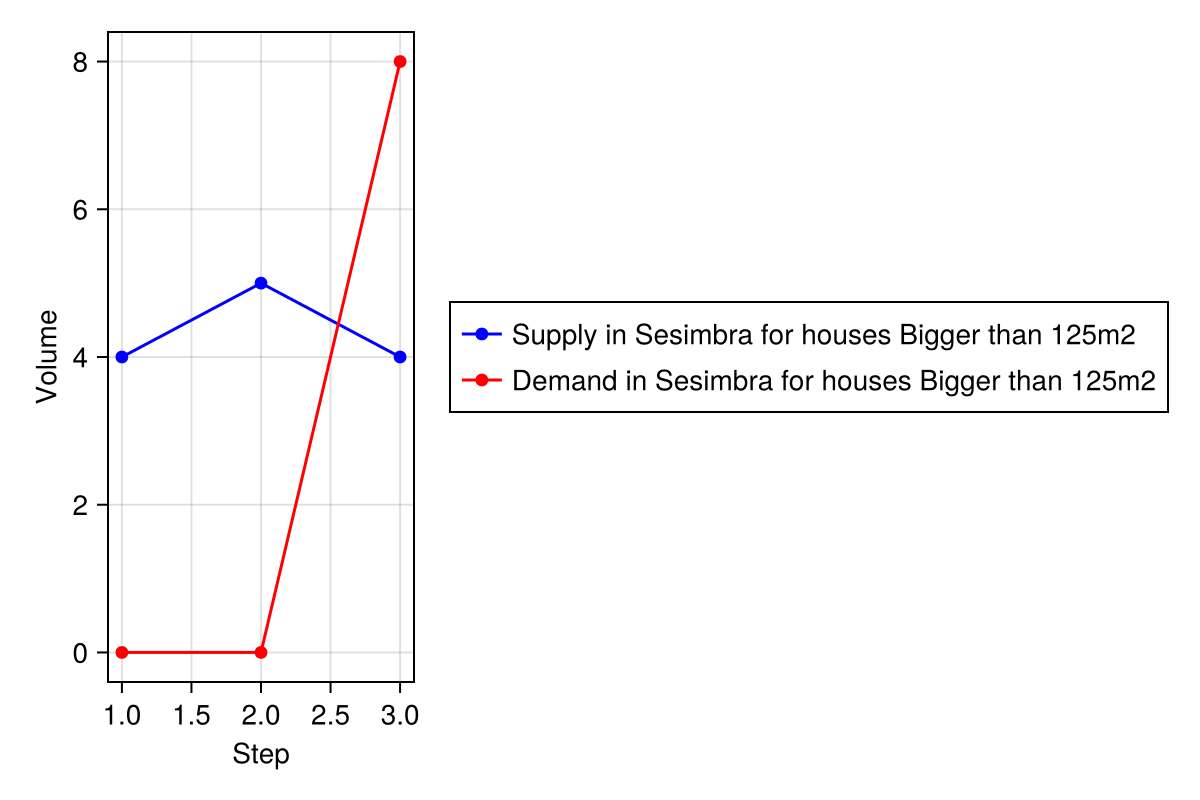 8
6
4
2
0
Volume
1.0 1.5 2.0 2.5 3.0
Step
Supply in Sesimbra for houses Bigger than 125m2
Demand in Sesimbra for houses Bigger than 125m2